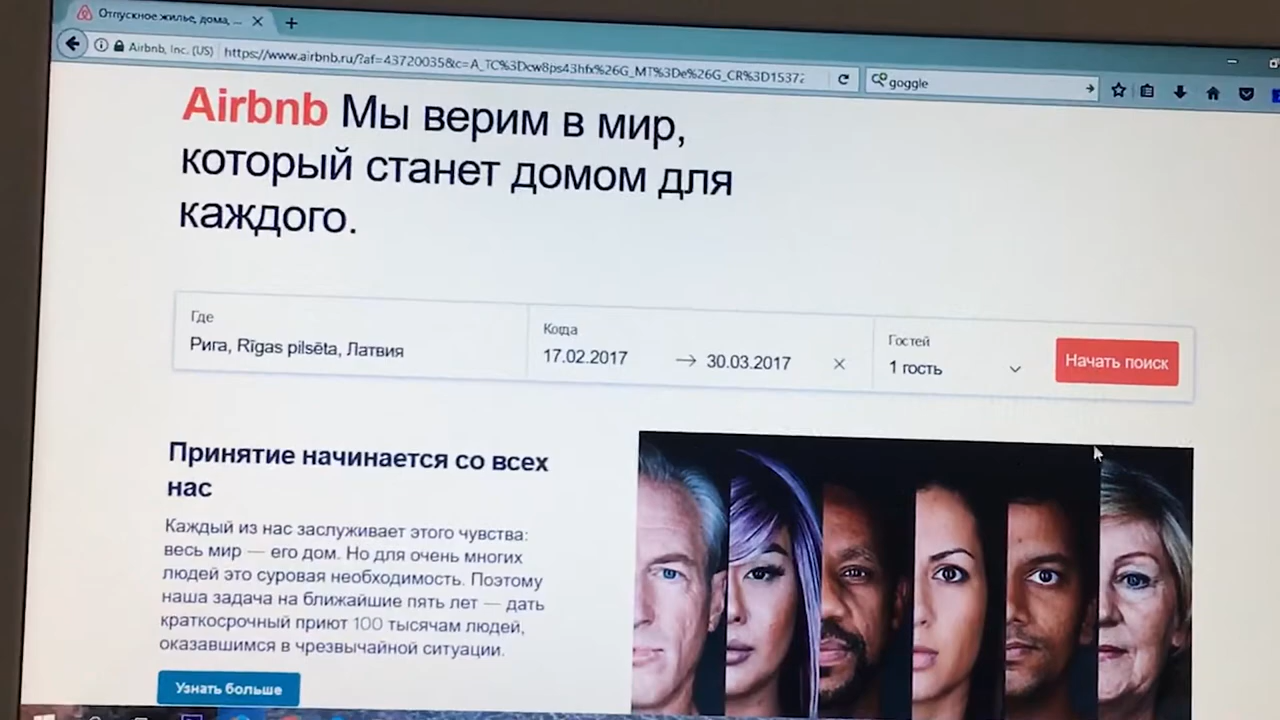 Отпускное жилье, дома, ...
Airbnb, Inc. (US)
https://www.airbnb.ru/?af=43720035&c=A_TC%3Dcw8ps43hfx%26G_MT%3De%26G_CR%3D1537
goggle
Airbnb Мы верим в мир,
который станет домом для
каждого.
Где
Когда
Гостей
Рига, Rīgas pilsēta, Латвия
17.02.2017 → 30.03.2017
1 гость
Начать поиск
Принятие начинается со всех
нас
Каждый из нас заслуживает этого чувства:
весь мир — его дом. Но для очень многих
людей это суровая необходимость. Поэтому
наша задача на ближайшие пять лет — дать
краткосрочный приют 100 тысячам людей,
оказавшимся в чрезвычайной ситуации.
Узнать больше